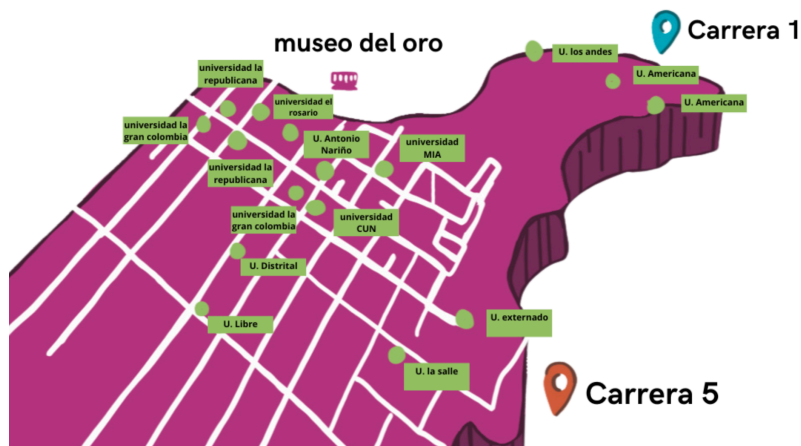 Carrera 1
museo del oro
U. los andes
universidad la
republicana
U. Americana
universidad el
rosario
U. Americana
universidad la
gran colombia
U. Antonio
Nariño
universidad
MIA
universidad la
republicana
universidad la
gran colombia
universidad
CUN
U. Distrital
U. Libre
U. externado
U. la salle
Carrera 5